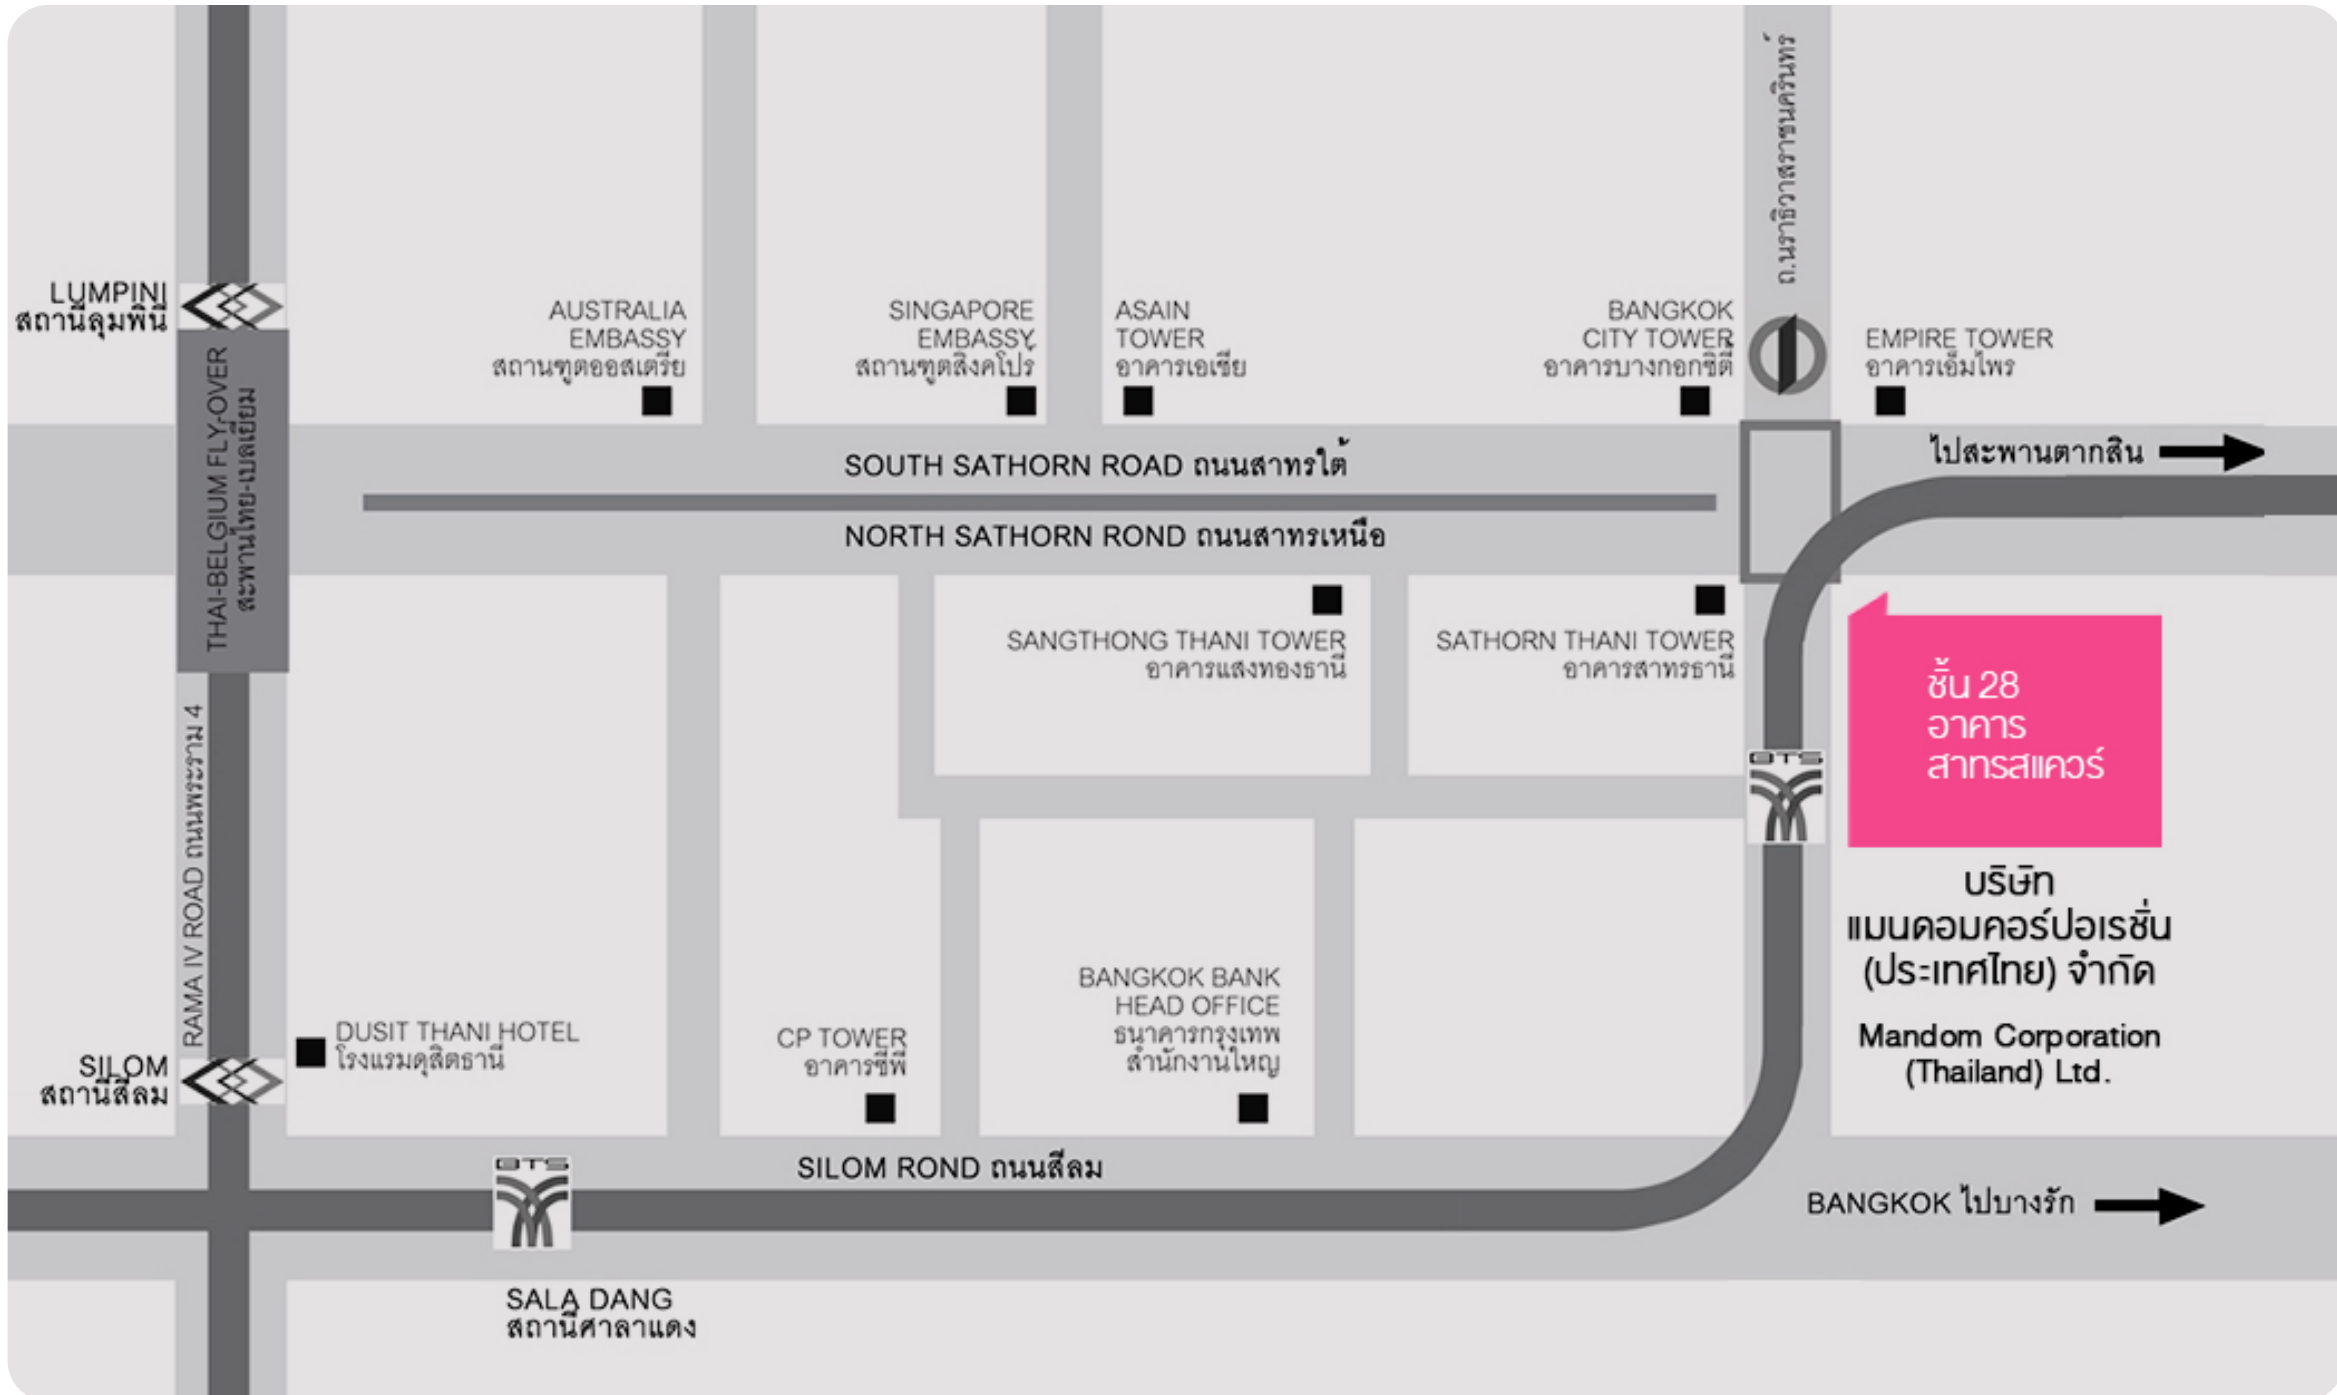 ถ.นราธิวาสราชนครินทร์
LUMPINI
สถานีลุมพินี
AUSTRALIA
EMBASSY
สถานฑูตออสเตรีย
SINGAPORE
EMBASSY
สถานฑูตสิงคโปร์
ASAIN
TOWER
อาคารเอเชีย
BANGKOK
CITY TOWER
อาคารบางกอกซิตี้
EMPIRE TOWER
อาคารเอ็มไพร
THAI-BELGIUM FLY-OVER
สะพานไทย-เบลเยี่ยม
SOUTH SATHORN ROAD ถนนสาทรใต้
ไปสะพานตากสิน
NORTH SATHORN ROND ถนนสาทรเหนือ
SANGTHONG THANI TOWER
อาคารแสงทองธานี
SATHORN THANI TOWER
อาคารสาทรธานี
ชั้น 28
อาคาร
สาทรสแควร์
BTS
บริษัท
แมนดอมคอร์ปอเรชั่น
(ประเทศไทย) จำกัด
Mandom Corporation
(Thailand) Ltd.
RAMA IV ROAD ถนนพระราม 4
DUSIT THANI HOTEL
โรงแรมดุสิตธานี
CP TOWER
อาคารซีพี
BANGKOK BANK
HEAD OFFICE
ธนาคารกรุงเทพ
สำนักงานใหญ่
SILOM
สถานีสีลม
BTS
SILOM ROND ถนนสีลม
BANGKOK ไปบางรัก
SALA DANG
สถานีศาลาแดง